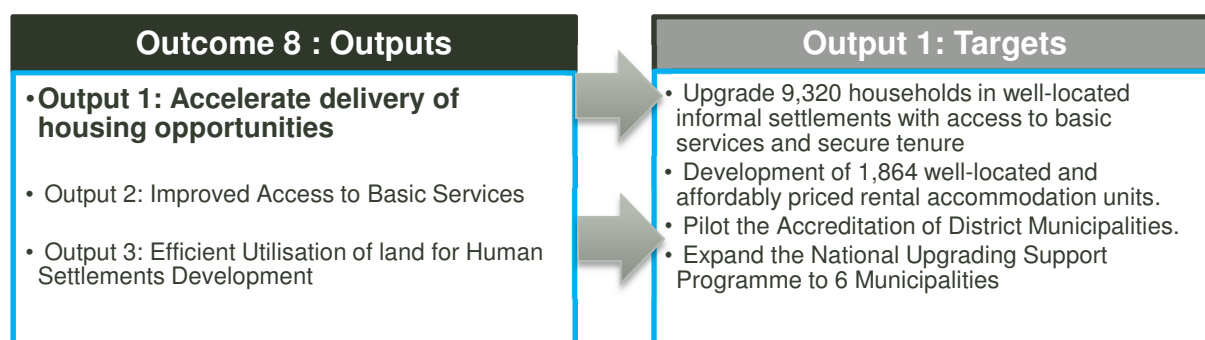 Outcome 8 : Outputs
•Output 1: Accelerate delivery of
housing opportunities
• Output 2: Improved Access to Basic Services
• Output 3: Efficient Utilisation of land for Human
Settlements Development
Output 1: Targets
• Upgrade 9,320 households in well-located
informal settlements with access to basic
services and secure tenure
• Development of 1,864 well-located and
affordably priced rental accommodation units.
• Pilot the Accreditation of District Municipalities.
• Expand the National Upgrading Support
Programme to 6 Municipalities